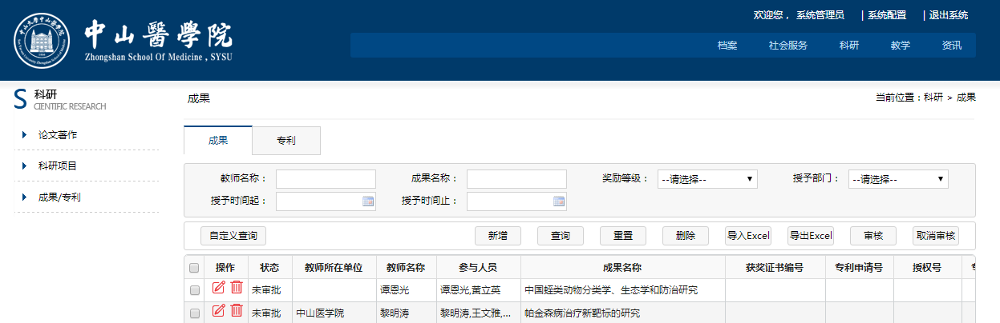 欢迎您， 系统管理员 | 系统配置 | 退出系统
中山醫學院
Zhongshan School Of Medicine , SYSU
档案 社会服务 科研 教学 资讯
S 科研
CIENTIFIC RESEARCH
成果
当前位置：科研 > 成果
论文著作
科研项目
成果/专利
成果 专利
教师名称： 成果名称： 奖励等级： --请选择-- 授予部门： --请选择--
授予时间起： 授予时间止：
自定义查询 新增 查询 重置 删除 导入Excel 导出Excel 审核 取消审核
操作 状态 教师所在单位 教师名称 参与人员 成果名称 获奖证书编号 专利申请号 授权号
未审批 谭恩光 谭恩光,黄立英 中国蛭类动物分类学、生态学和防治研究
未审批 中山医学院 黎明涛 黎明涛,王文雅,... 帕金森病治疗新靶标的研究